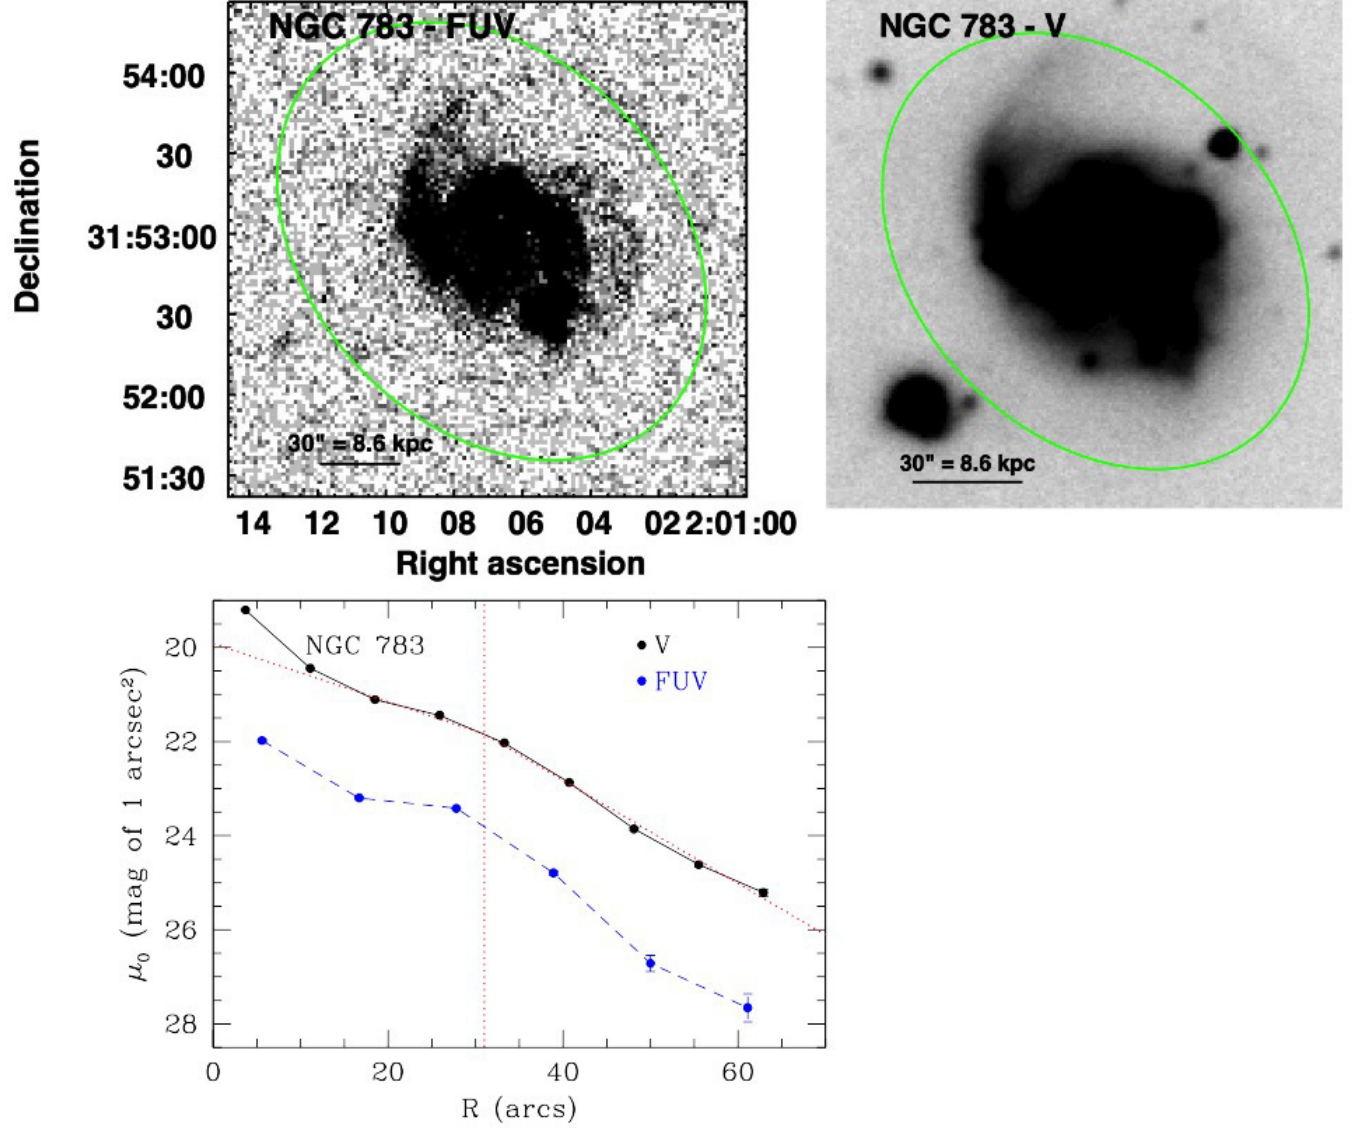 NGC 783 - FUV
NGC 783 - V
Declination
54:00
30
31:53:00
30
52:00
51:30
30" = 8.6 kpc
30" = 8.6 kpc
14 12 10 08 06 04 02 2:01:00
Right ascension
NGC 783
V
FUV
μ₀ (mag of 1 arcsec²)
20
22
24
26
28
0 20 40 60
R (arcs)